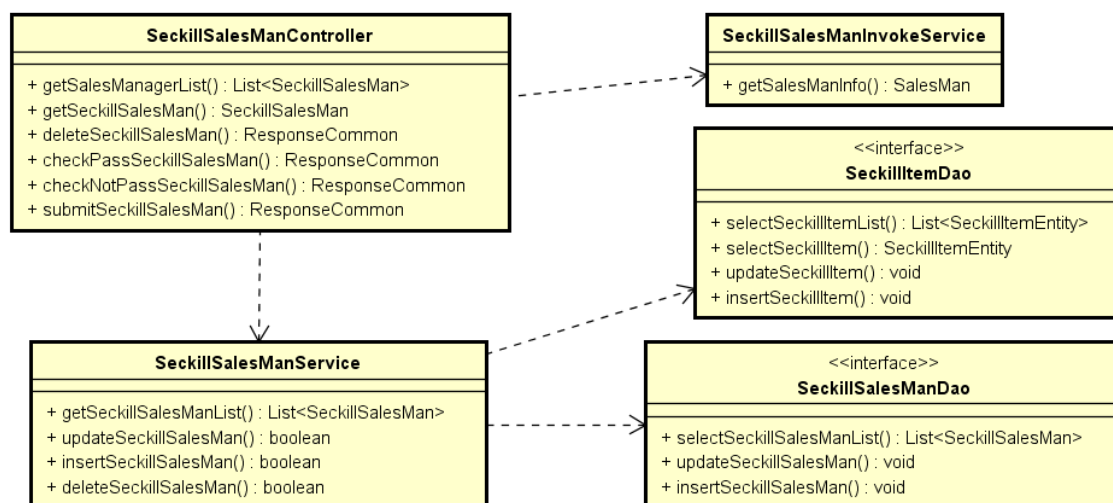 SeckillSalesManController
+ getSalesManagerList() : List<SeckillSalesMan>
+ getSeckillSalesMan() : SeckillSalesMan
+ deleteSeckillSalesMan() : ResponseCommon
+ checkPassSeckillSalesMan() : ResponseCommon
+ checkNotPassSeckillSalesMan() : ResponseCommon
+ submitSeckillSalesMan() : ResponseCommon
SeckillSalesManInvokeService
+ getSalesManInfo() : SalesMan
<<interface>>
SeckillItemDao
+ selectSeckillItemList() : List<SeckillItemEntity>
+ selectSeckillItem() : SeckillItemEntity
+ updateSeckillItem() : void
+ insertSeckillItem() : void
SeckillSalesManService
+ getSeckillSalesManList() : List<SeckillSalesMan>
+ updateSeckillSalesMan() : boolean
+ insertSeckillSalesMan() : boolean
+ deleteSeckillSalesMan() : boolean
<<interface>>
SeckillSalesManDao
+ selectSeckillSalesManList() : List<SeckillSalesMan>
+ updateSeckillSalesMan() : void
+ insertSeckillSalesMan() : void